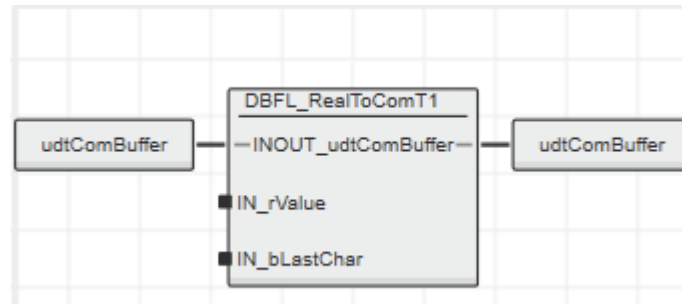 DBFL_RealToComT1
udtComBuffer
INOUT_udtComBuffer
udtComBuffer
IN_rValue
IN_bLastChar